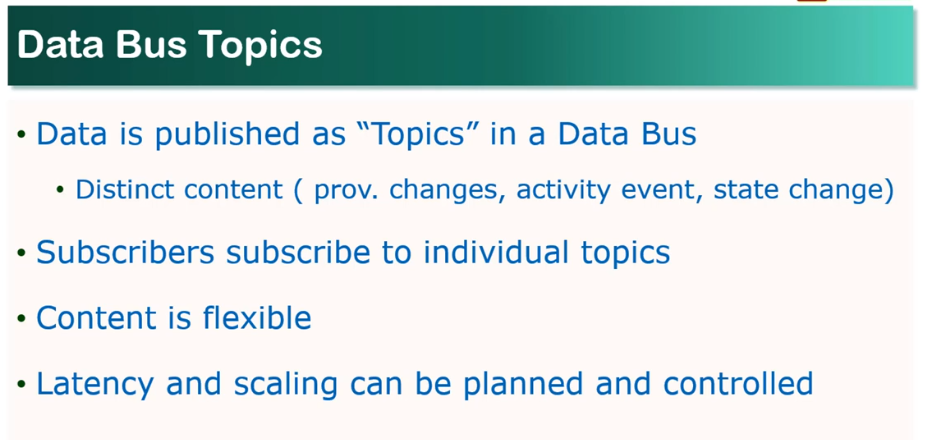 Data Bus Topics
• Data is published as “Topics” in a Data Bus
• Distinct content ( prov. changes, activity event, state change)
• Subscribers subscribe to individual topics
• Content is flexible
• Latency and scaling can be planned and controlled